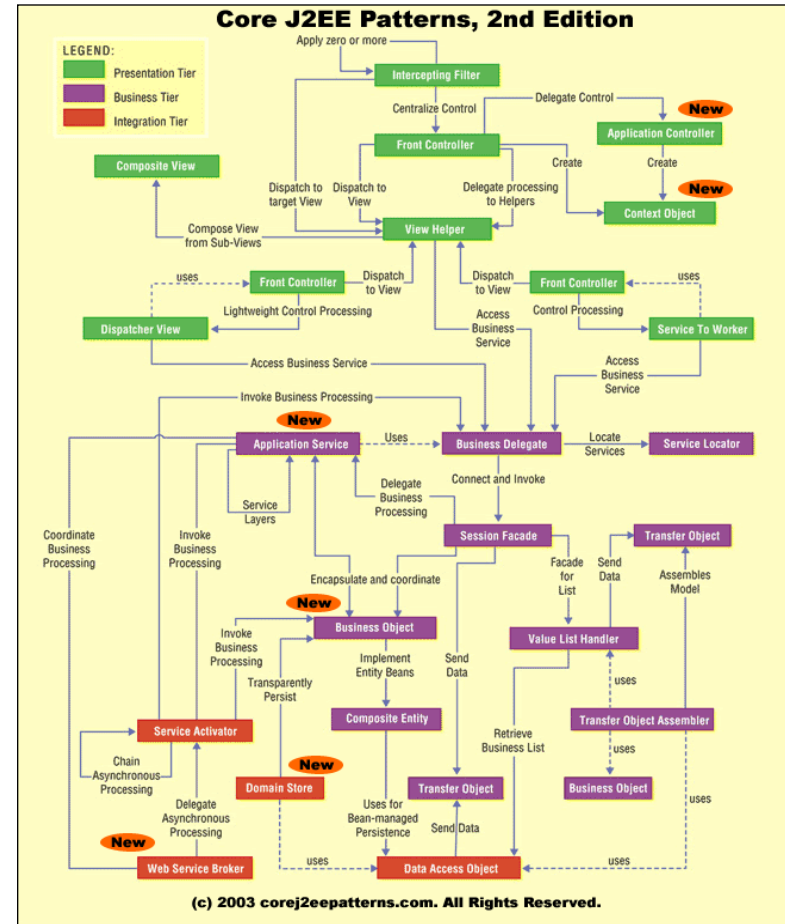 Core J2EE Patterns, 2nd Edition
LEGEND:
Presentation Tier
Business Tier
Integration Tier
Apply zero or more
Intercepting Filter
Centralize Control
Delegate Control
New
Front Controller
Application Controller
Composite View
Dispatch to
target View
Dispatch to
View
Delegate processing
to Helpers
Create
Create
New
Context Object
Compose View
from Sub-Views
View Helper
uses
Front Controller
Dispatch
to View
Dispatch
to View
Front Controller
uses
Lightweight Control Processing
Control Processing
Dispatcher View
Access
Business
Service
Service To Worker
Access Business Service
Access
Business
Service
Invoke Business Processing
New
Application Service
Uses
Business Delegate
Locate
Services
Service Locator
Service
Layers
Delegate
Business
Processing
Connect and Invoke
Coordinate
Business
Processing
Invoke
Business
Processing
Session Facade
Transfer Object
Encapsulate and coordinate
Facade
for
List
Send
Data
Assembles
Model
New
Business Object
Value List Handler
Invoke
Business
Processing
Implement
Entity Beans
Send
Data
Transparently
Persist
uses
Composite Entity
Transfer Object Assembler
Service Activator
Retrieve
Business List
uses
Chain
Asynchronous
Processing
New
Domain Store
Transfer Object
Business Object
Delegate
Asynchronous
Processing
Uses for
Bean-managed
Persistence
Send Data
uses
New
Web Service Broker
uses
Data Access Object
uses
(c) 2003 corej2eepatterns.com. All Rights Reserved.